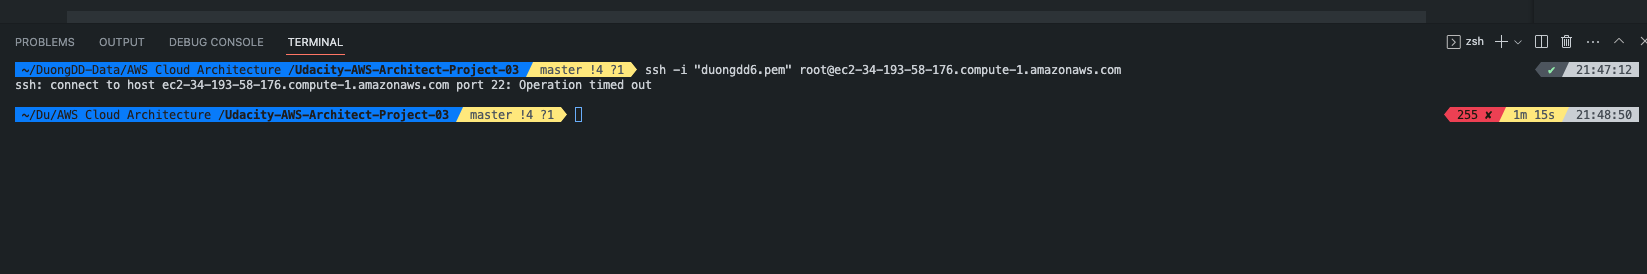 PROBLEMS OUTPUT DEBUG CONSOLE TERMINAL zsh
~/DuongDD-Data/AWS Cloud Architecture /Udacity-AWS-Architect-Project-03 master !4 ?1 ssh -i "duongdd6.pem" root@ec2-34-193-58-176.compute-1.amazonaws.com ✔ 21:47:12
ssh: connect to host ec2-34-193-58-176.compute-1.amazonaws.com port 22: Operation timed out
~/Du/AWS Cloud Architecture /Udacity-AWS-Architect-Project-03 master !4 ?1 255 ✘ 1m 15s 21:48:50